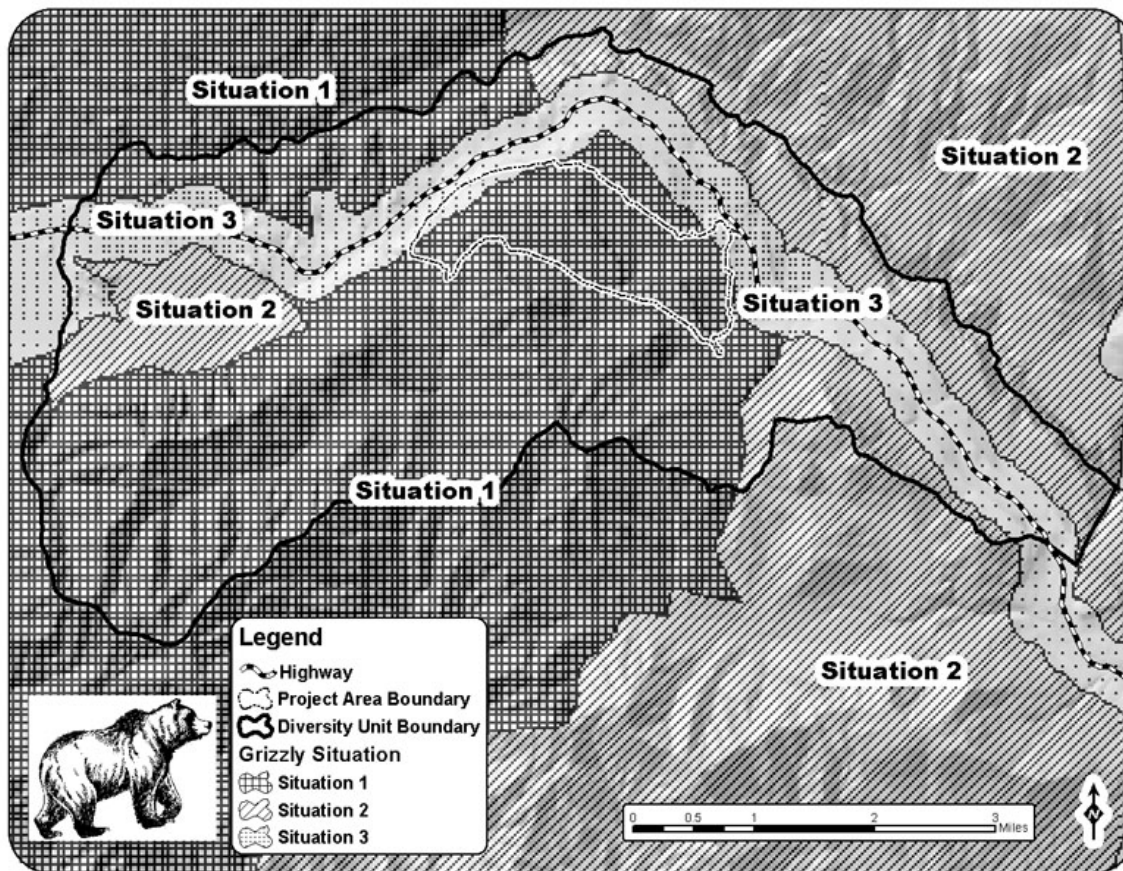 Situation 1
Situation 2
Situation 3
Situation 2
Situation 3
Situation 1
Situation 2
Legend
Highway
Project Area Boundary
Diversity Unit Boundary
Grizzly Situation
Situation 1
Situation 2
Situation 3
0 0.5 1 2 3
Miles
N